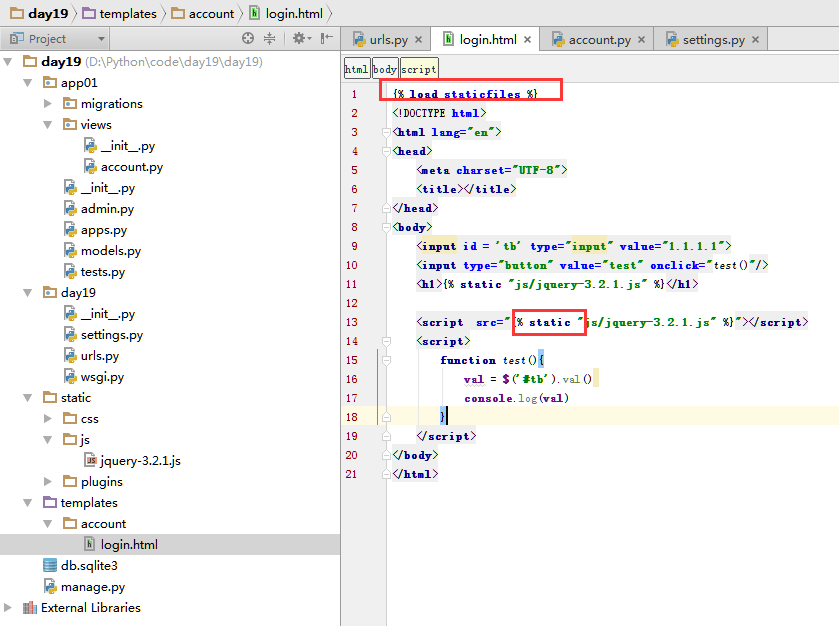 day19 templates account login.html
Project
urls.py × login.html × account.py × settings.py ×
day19 (D:\Python\code\day19\day19)
app01
migrations
views
__init__.py
account.py
__init__.py
admin.py
apps.py
models.py
tests.py
day19
__init__.py
settings.py
urls.py
wsgi.py
static
css
js
jquery-3.2.1.js
plugins
templates
account
login.html
db.sqlite3
manage.py
External Libraries
html body script
1 {% load staticfiles %}
2 <!DOCTYPE html>
3 <html lang="en">
4 <head>
5 <meta charset="UTF-8">
6 <title></title>
7 </head>
8 <body>
9 <input id = 'tb' type="input" value="1.1.1.1">
10 <input type="button" value="test" onclick="test()"/>
11 <h1>{% static "js/jquery-3.2.1.js" %}</h1>
12
13 <script src="{% static "js/jquery-3.2.1.js" %}"></script>
14 <script>
15 function test(){
16 val = $('#tb').val()
17 console.log(val)
18 }
19 </script>
20 </body>
21 </html>